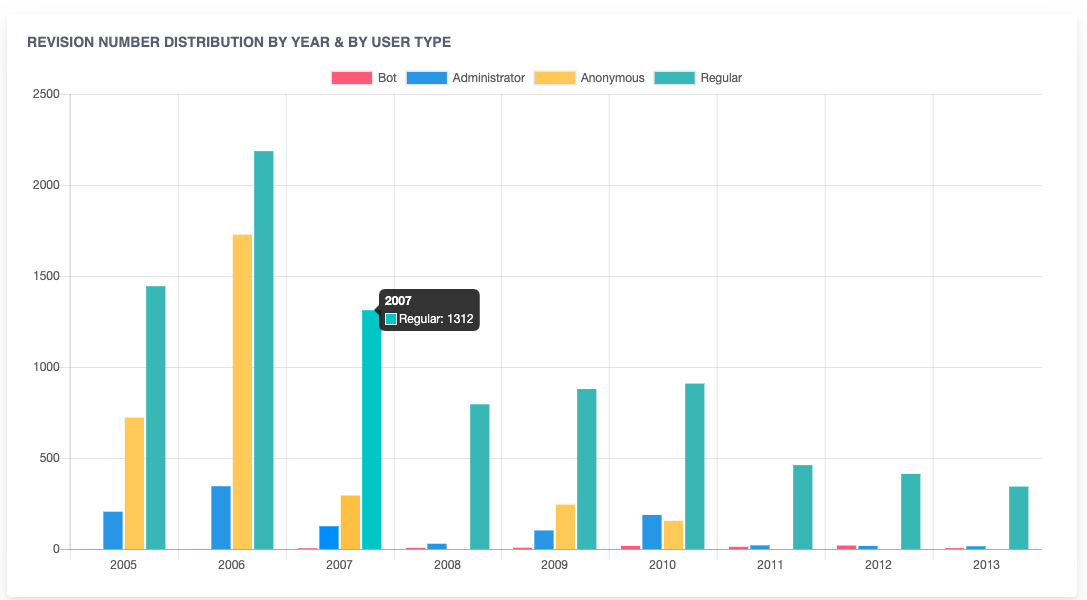 REVISION NUMBER DISTRIBUTION BY YEAR & BY USER TYPE
Bot Administrator Anonymous Regular
2500
2000
1500
2007
Regular: 1312
1000
500
0
2005 2006 2007 2008 2009 2010 2011 2012 2013